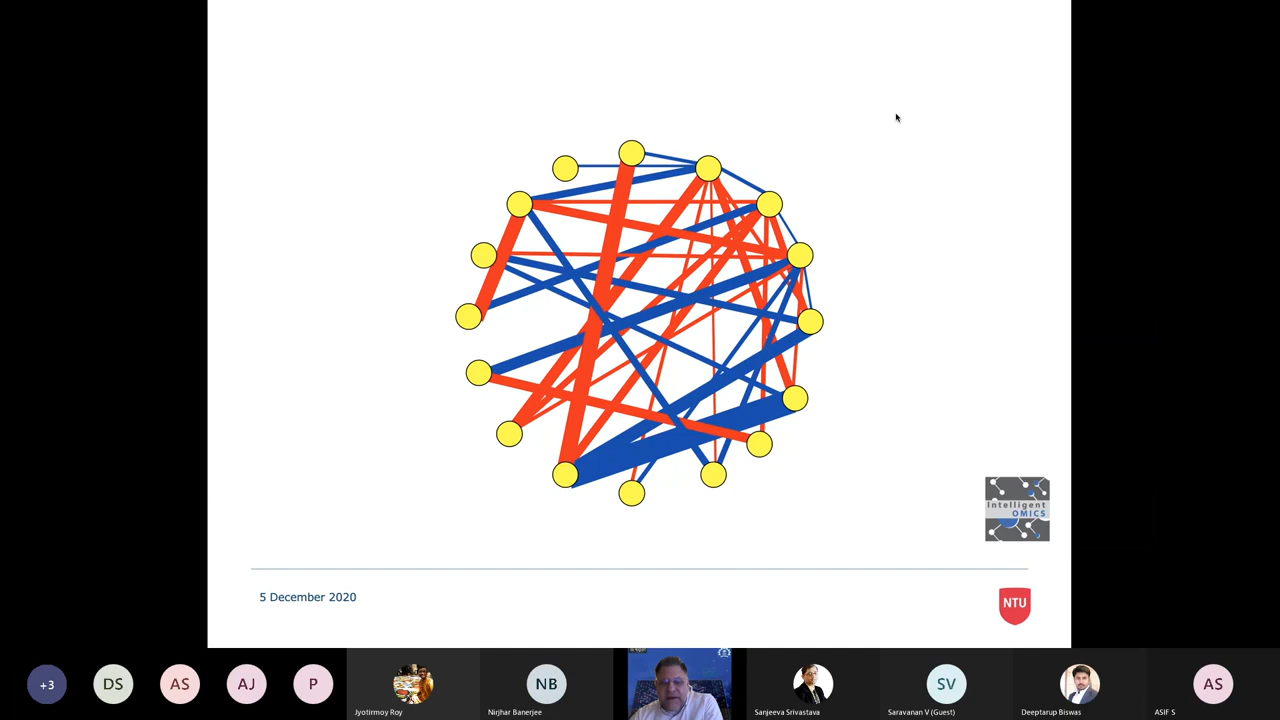 Intelligent
OMICS
5 December 2020
NTU
+3
DS
AS
AJ
P
Jyotirmoy Roy
NB
Nirjhar Banerjee
Sanjeeva Srivastava
SV
Saravanan V (Guest)
Deeptarup Biswas
AS
ASIF S